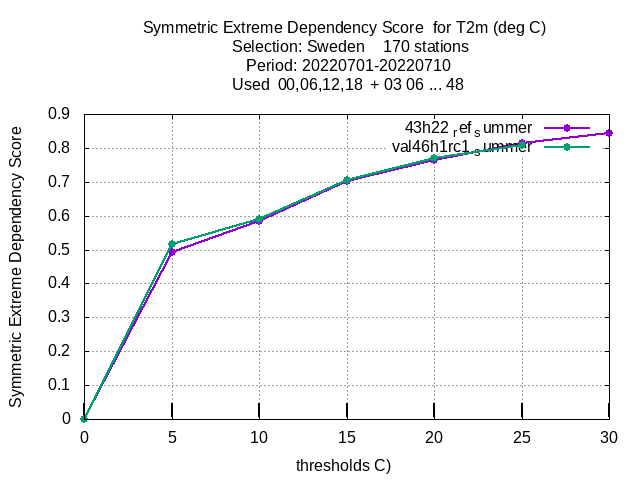 Symmetric Extreme Dependency Score for T2m (deg C)
Selection: Sweden 170 stations
Period: 20220701-20220710
Used 00,06,12,18 + 03 06 ... 48
43h22 ref summer
val46h1rc1 summer
Symmetric Extreme Dependency Score
0.9
0.8
0.7
0.6
0.5
0.4
0.3
0.2
0.1
0
0 5 10 15 20 25 30
thresholds C)